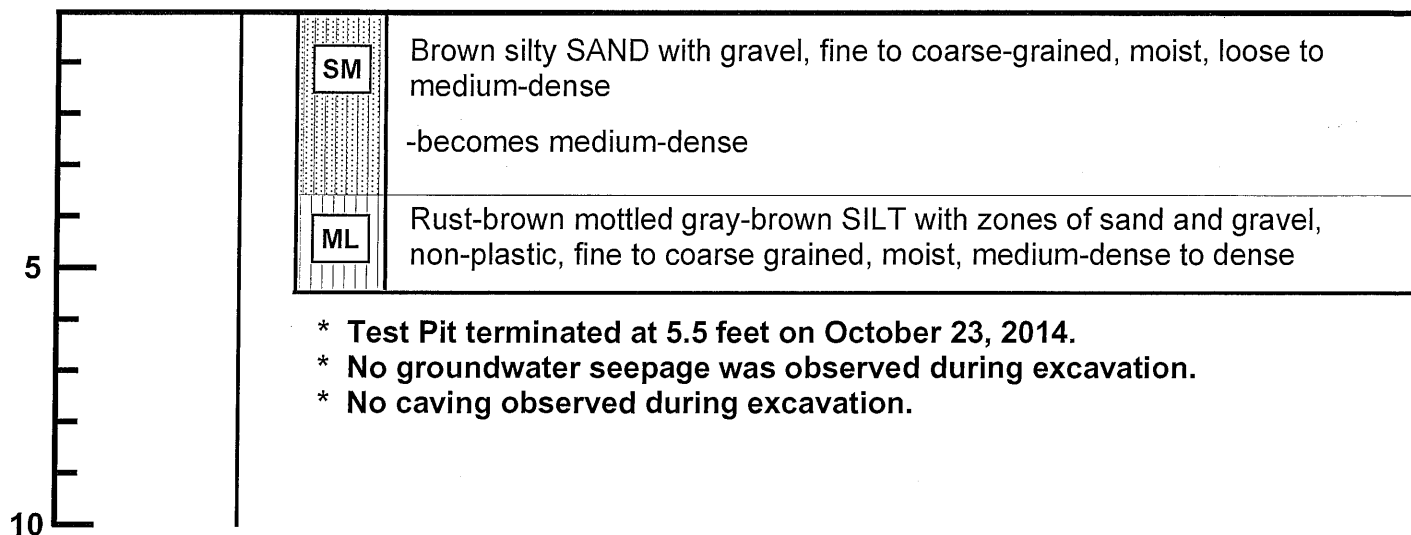 SM
Brown silty SAND with gravel, fine to coarse-grained, moist, loose to
medium-dense
-becomes medium-dense
ML
Rust-brown mottled gray-brown SILT with zones of sand and gravel,
non-plastic, fine to coarse grained, moist, medium-dense to dense
5
* Test Pit terminated at 5.5 feet on October 23, 2014.
* No groundwater seepage was observed during excavation.
* No caving observed during excavation.
10